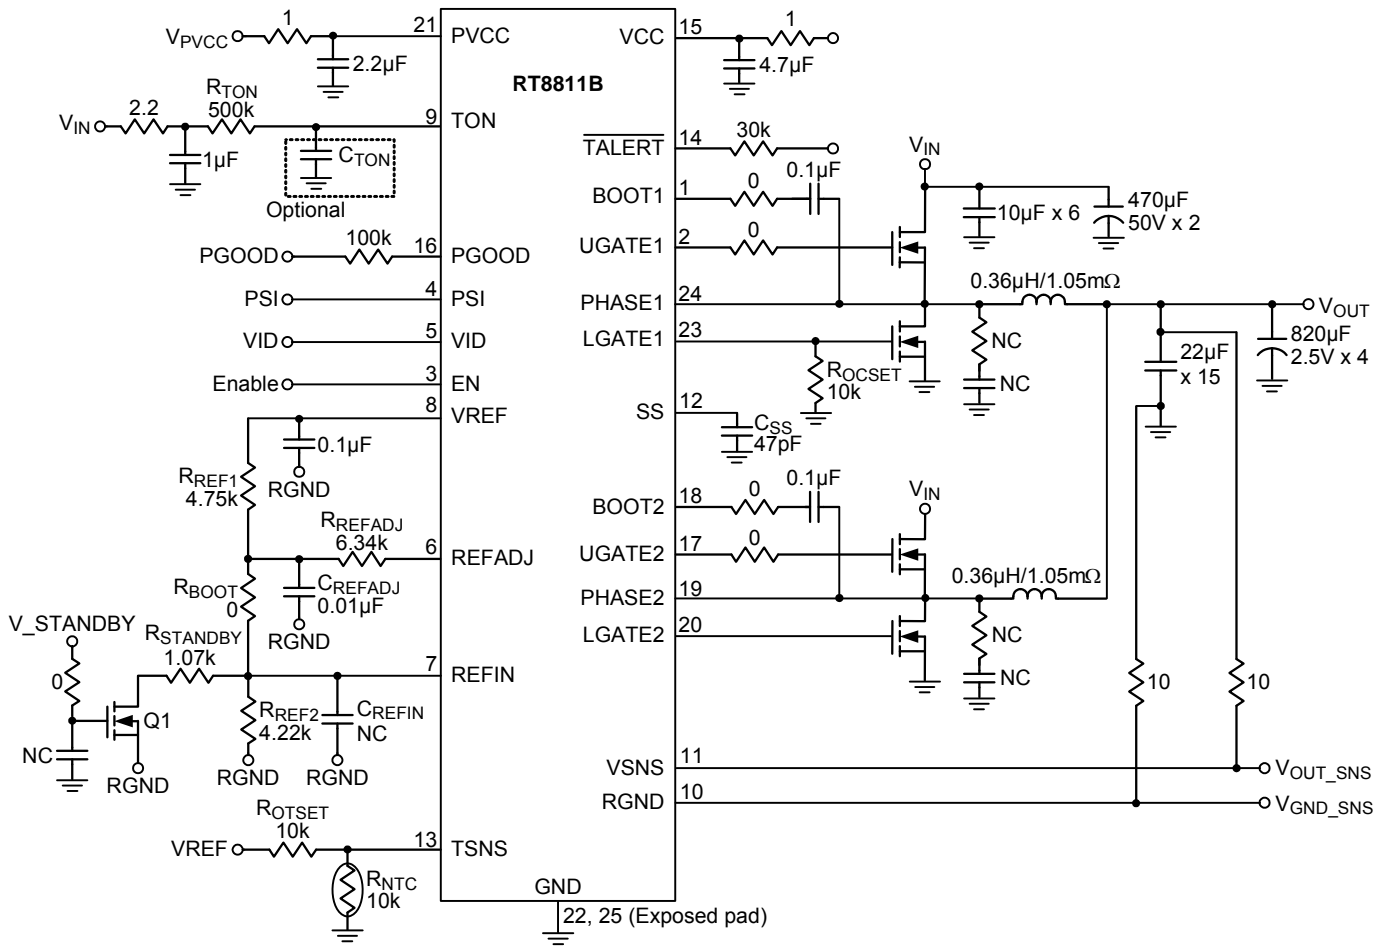 RT8811B
V_PVCC
1
21
PVCC
2.2µF
V_IN
2.2
R_TON
500k
9
TON
1µF
C_TON
Optional
PGOOD
100k
16
PGOOD
PSI
4
PSI
VID
5
VID
Enable
3
EN
8
VREF
0.1µF
RGND
R_REF1
4.75k
R_REFADJ
6.34k
6
REFADJ
C_REFADJ
0.01µF
RGND
R_BOOT
0
V_STANDBY
R_STANDBY
1.07k
7
REFIN
0
Q1
NC
RGND
R_REF2
4.22k
RGND
C_REFIN
NC
RGND
VREF
R_OTSET
10k
13
TSNS
R_NTC
10k
GND
22, 25 (Exposed pad)
VCC
15
1
4.7µF
TALERT
14
30k
BOOT1
1
0
0.1µF
V_IN
10µF x 6
470µF
50V x 2
UGATE1
2
0
PHASE1
24
0.36µH/1.05mΩ
V_OUT
LGATE1
23
R_OCSET
10k
NC
NC
22µF
x 15
820µF
2.5V x 4
SS
12
C_SS
47pF
BOOT2
18
0
0.1µF
V_IN
UGATE2
17
0
PHASE2
19
0.36µH/1.05mΩ
LGATE2
20
NC
NC
10
10
VSNS
11
V_OUT_SNS
RGND
10
V_GND_SNS